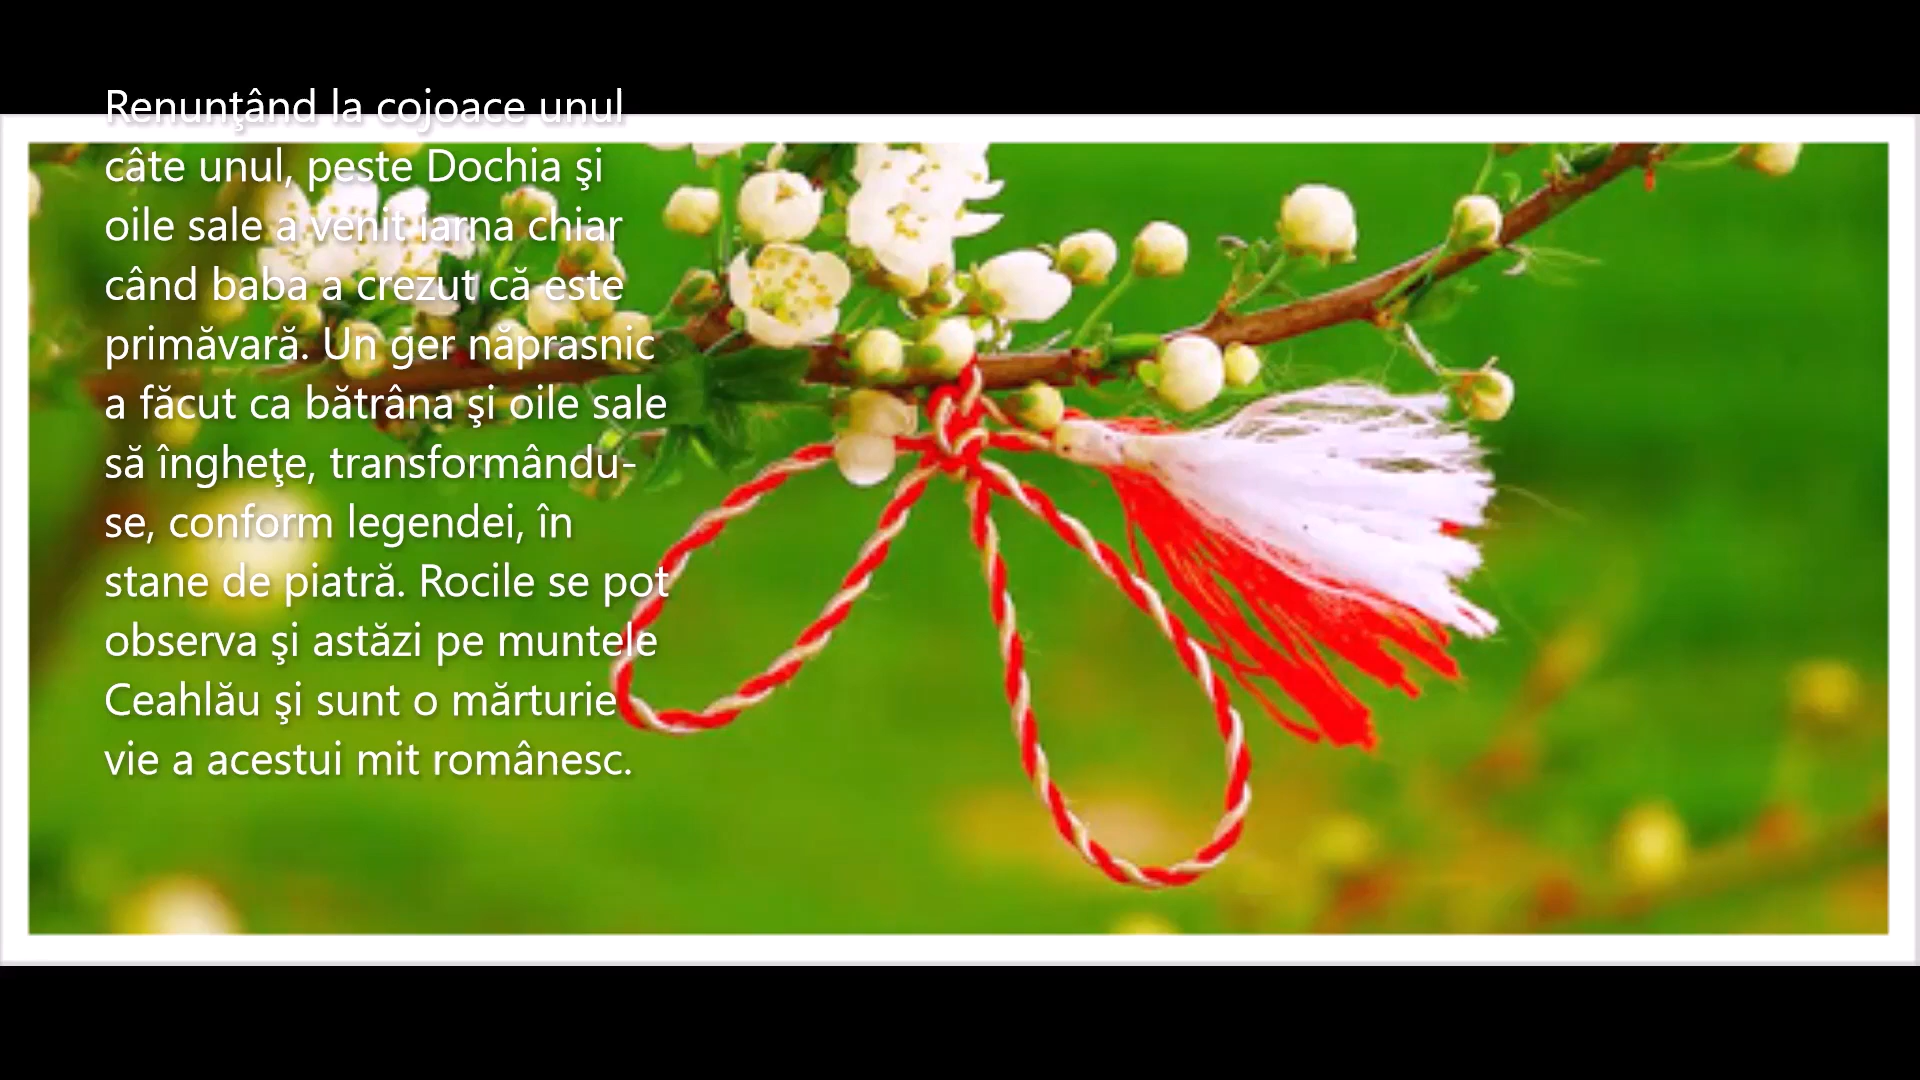 Renunţând la cojoace unul
câte unul, peste Dochia şi
oile sale a venit iarna chiar
când baba a crezut că este
primăvară. Un ger năprasnic
a făcut ca bătrâna şi oile sale
să îngheţe, transformându-
se, conform legendei, în
stane de piatră. Rocile se pot
observa şi astăzi pe muntele
Ceahlău şi sunt o mărturie
vie a acestui mit românesc.